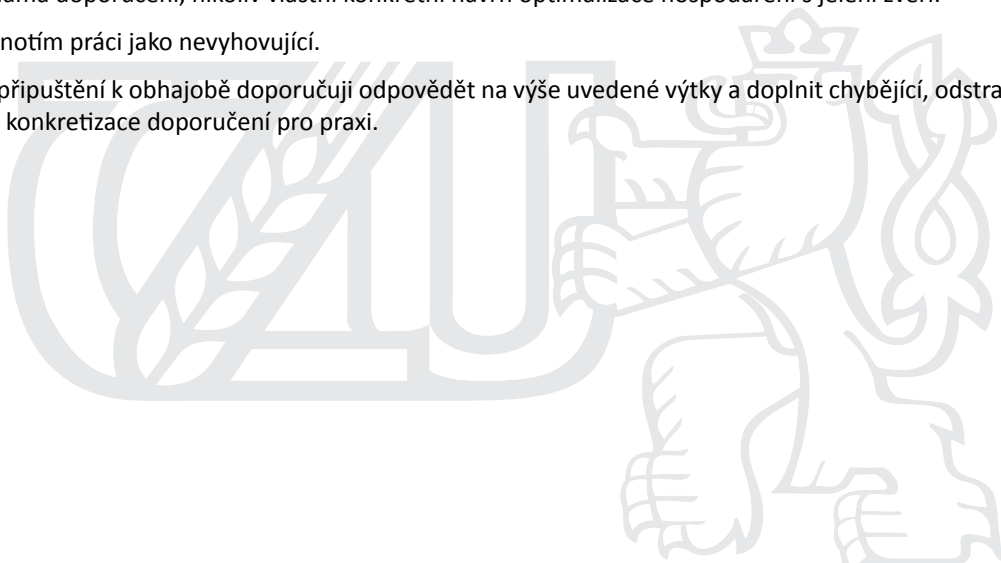 doporučení, nikoliv vlastní konkrétní návrh optimalizace hospodaření s jelení zvěří.
notím práci jako nevyhovující.
připuštění k obhajobě doporučuji odpovědět na výše uvedené výtky a doplnit chybějící, odstra
konkretizace doporučení pro praxi.
ČZU